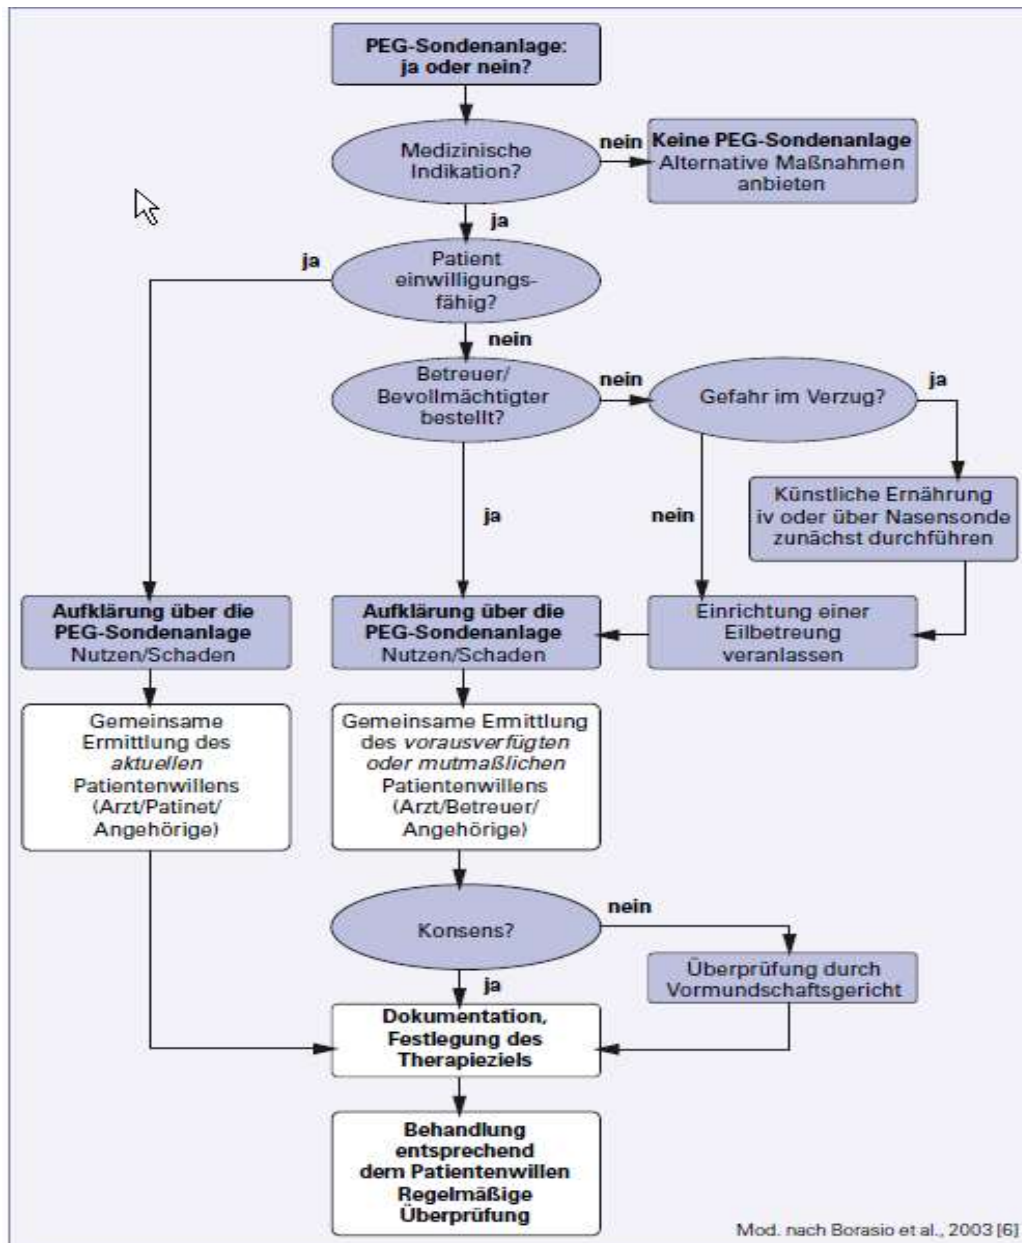 PEG-Sondenanlage:
ja oder nein?
Medizinische
Indikation?
nein
Keine PEG-Sondenanlage
Alternative Maßnahmen
anbieten
ja
Patient
einwilligungs-
fähig?
ja
nein
Betreuer/
Bevollmächtigter
bestellt?
nein
Gefahr im Verzug?
ja
Künstliche Ernährung
iv oder über Nasensonde
zunächst durchführen
ja
nein
Aufklärung über die
PEG-Sondenanlage
Nutzen/Schaden
Aufklärung über die
PEG-Sondenanlage
Nutzen/Schaden
Einrichtung einer
Eilbetreung
veranlassen
Gemeinsame
Ermittlung des
aktuellen
Patientenwillens
(Arzt/Patinet/
Angehörige)
Gemeinsame Ermittlung
des vorausverfügten
oder mutmaßlichen
Patientenwillens
(Arzt/Betreuer/
Angehörige)
Konsens?
nein
Überprüfung durch
Vormundschaftsgericht
ja
Dokumentation,
Festlegung des
Therapieziels
Behandlung
entsprechend
dem Patientenwillen
Regelmäßige
Überprüfung
Mod. nach Borasio et al., 2003 [6]